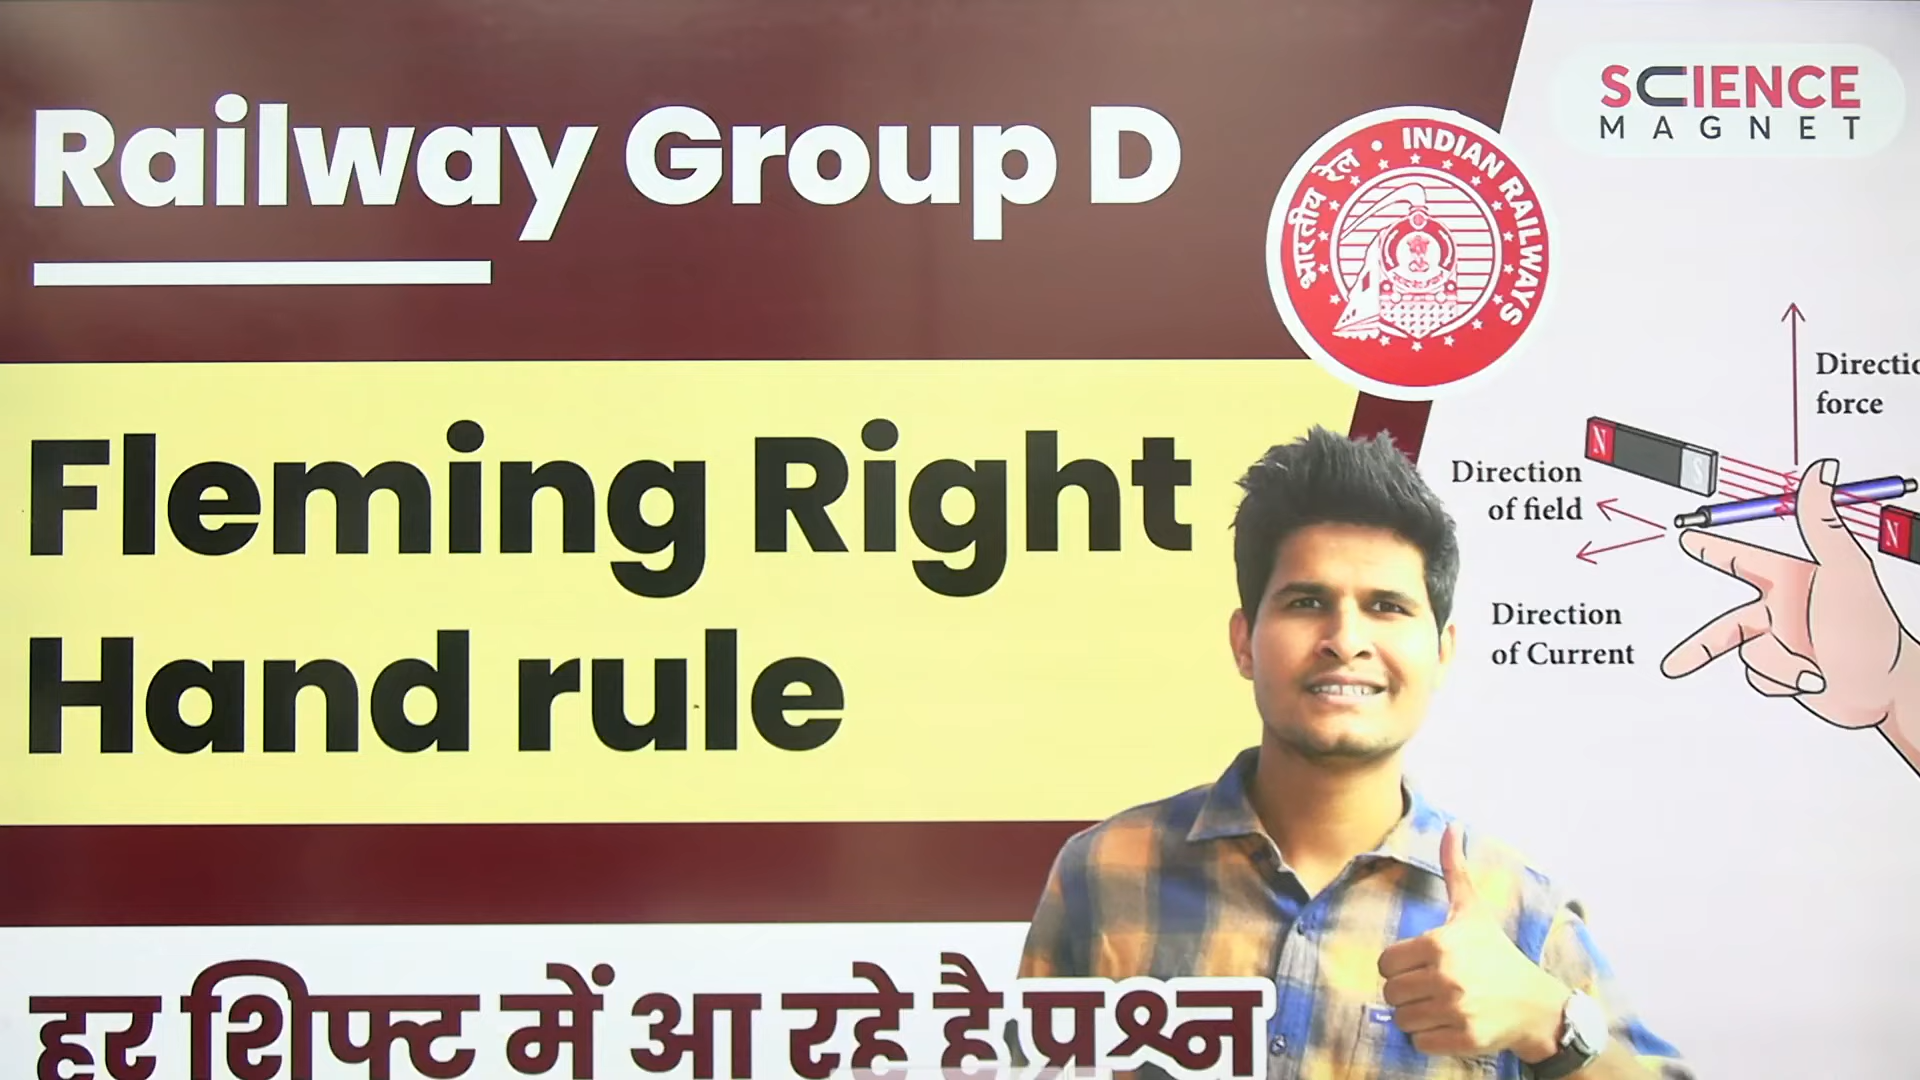 Railway Group D
SCIENCE
MAGNET
भारतीय रेल • INDIAN RAILWAYS
Fleming Right
Hand rule
Directio
force
N
S
Direction
of field
N
Direction
of Current
हर शिफ्ट में आ रहे है प्रश्न